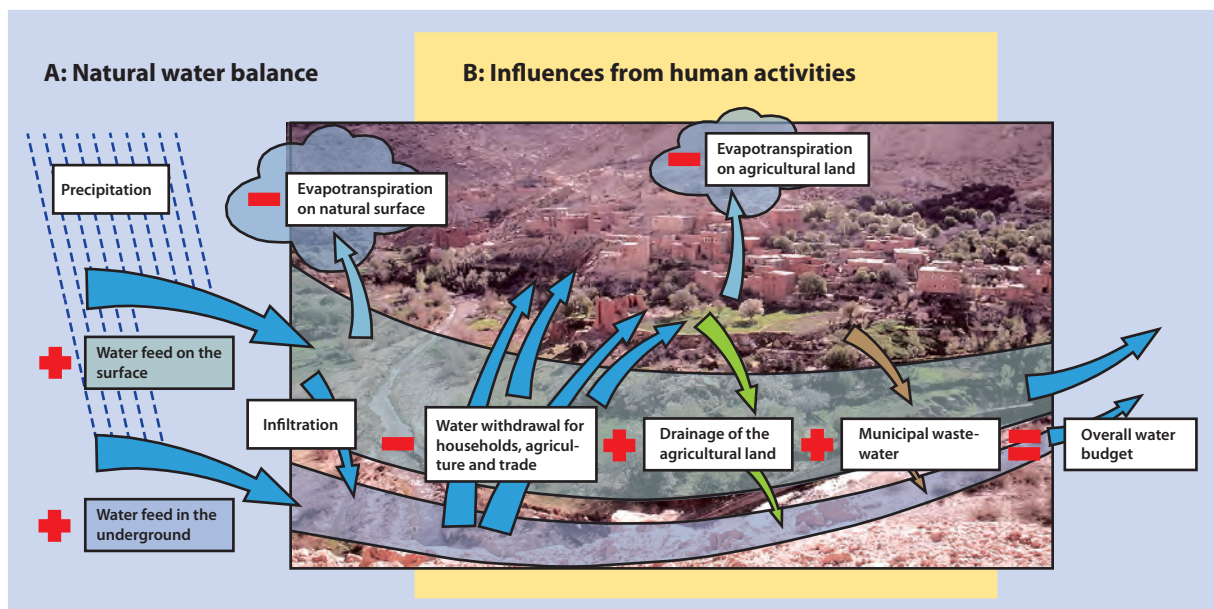 A: Natural water balance
B: Influences from human activities
Precipitation
Evapotranspiration
on natural surface
Evapotranspiration
on agricultural land
Water feed on the
surface
Infiltration
Water withdrawal for
households, agricul-
ture and trade
Drainage of the
agricultural land
Municipal waste-
water
Overall water
budget
Water feed in the
underground